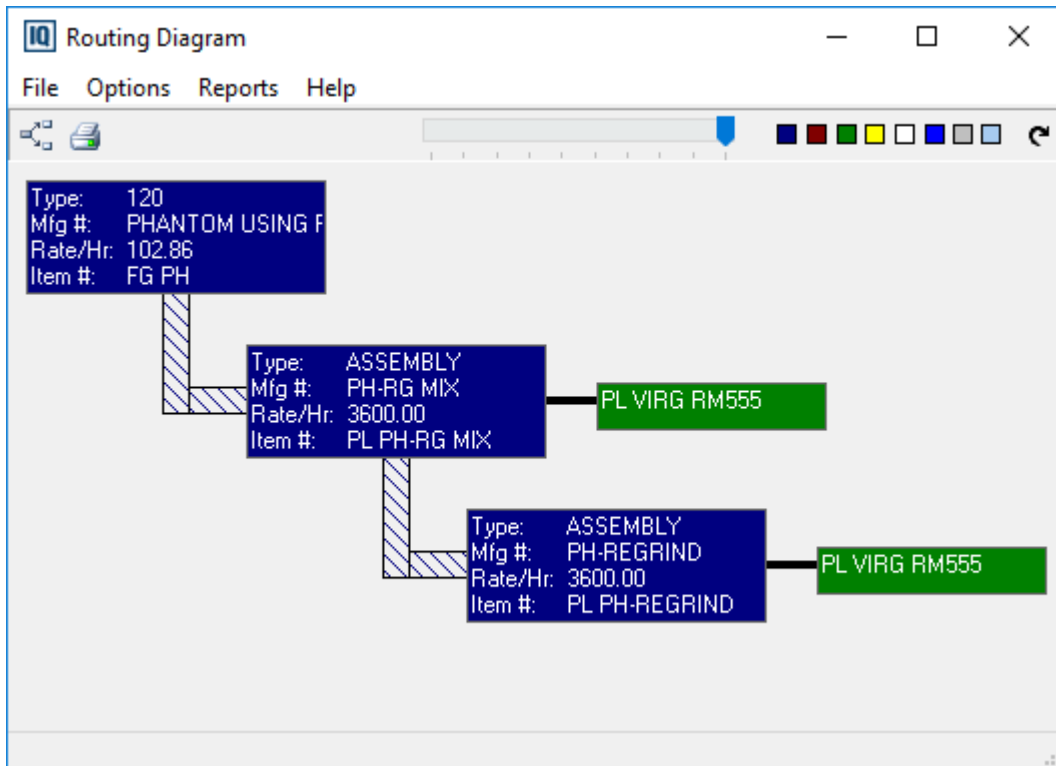 IQ Routing Diagram
File Options Reports Help
Type: 120
Mfg #: PHANTOM USING
Rate/Hr: 102.86
Item #: FG PH
Type: ASSEMBLY
Mfg #: PH-RG MIX
Rate/Hr: 3600.00
Item #: PL PH-RG MIX
PL VIRG RM555
Type: ASSEMBLY
Mfg #: PH-REGRIND
Rate/Hr: 3600.00
Item #: PL PH-REGRIND
PL VIRG RM555